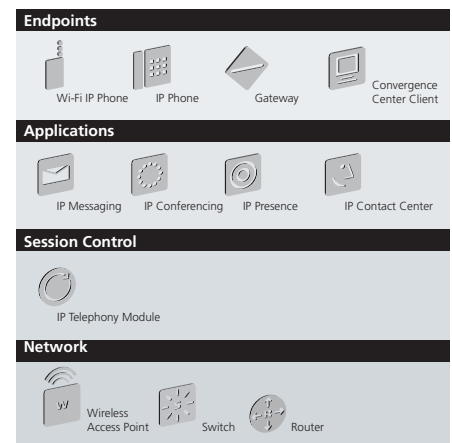 Endpoints
Wi-Fi IP Phone
IP Phone
Gateway
Convergence
Center Client
Applications
IP Messaging
IP Conferencing
IP Presence
IP Contact Center
Session Control
IP Telephony Module
Network
W
Wireless
Access Point
Switch
Router